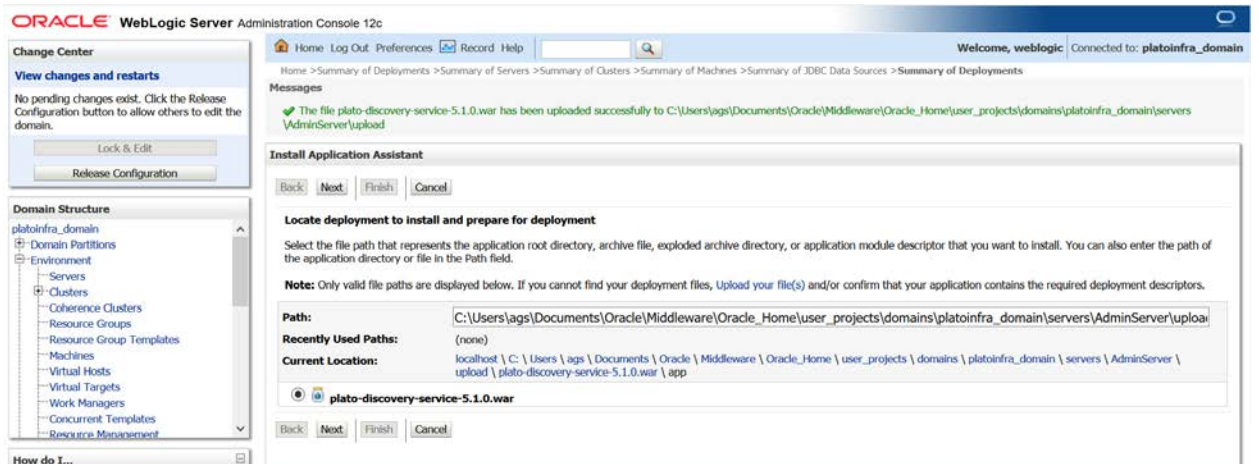 ORACLE WebLogic Server Administration Console 12c
Change Center
View changes and restarts
No pending changes exist. Click the Release
Configuration button to allow others to edit the
domain.
Lock & Edit
Release Configuration
Domain Structure
platoinfra_domain
Domain Partitions
Environment
Servers
Clusters
Coherence Clusters
Resource Groups
Resource Group Templates
Machines
Virtual Hosts
Virtual Targets
Work Managers
Concurrent Templates
Resource Management
How do I...
Home Log Out Preferences Record Help
Welcome, weblogic Connected to: platoinfra_domain
Home >Summary of Deployments >Summary of Servers >Summary of Clusters >Summary of Machines >Summary of JDBC Data Sources >Summary of Deployments
Messages
The file plato-discovery-service-5.1.0.war has been uploaded successfully to C:\Users\ags\Documents\Oracle\Middleware\Oracle_Home\user_projects\domains\platoinfra_domain\servers
\AdminServer\upload
Install Application Assistant
Back Next Finish Cancel
Locate deployment to install and prepare for deployment
Select the file path that represents the application root directory, archive file, exploded archive directory, or application module descriptor that you want to install. You can also enter the path of
the application directory or file in the Path field.
Note: Only valid file paths are displayed below. If you cannot find your deployment files, Upload your file(s) and/or confirm that your application contains the required deployment descriptors.
Path: C:\Users\ags\Documents\Oracle\Middleware\Oracle_Home\user_projects\domains\platoinfra_domain\servers\AdminServer\uploa
Recently Used Paths: (none)
Current Location: localhost \ C: \ Users \ ags \ Documents \ Oracle \ Middleware \ Oracle_Home \ user_projects \ domains \ platoinfra_domain \ servers \ AdminServer \
upload \ plato-discovery-service-5.1.0.war \ app
plato-discovery-service-5.1.0.war
Back Next Finish Cancel